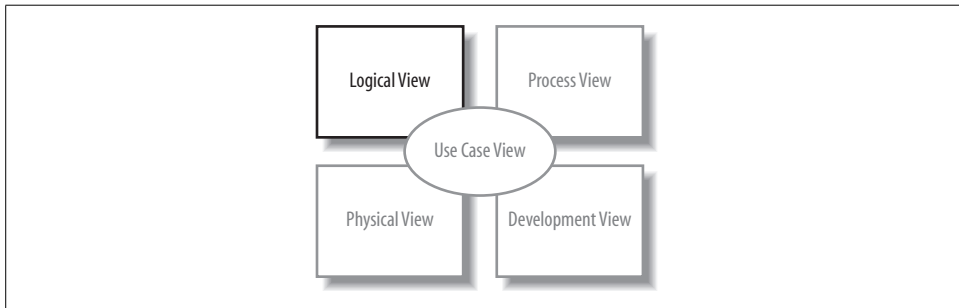 Logical View
Process View
Use Case View
Physical View
Development View